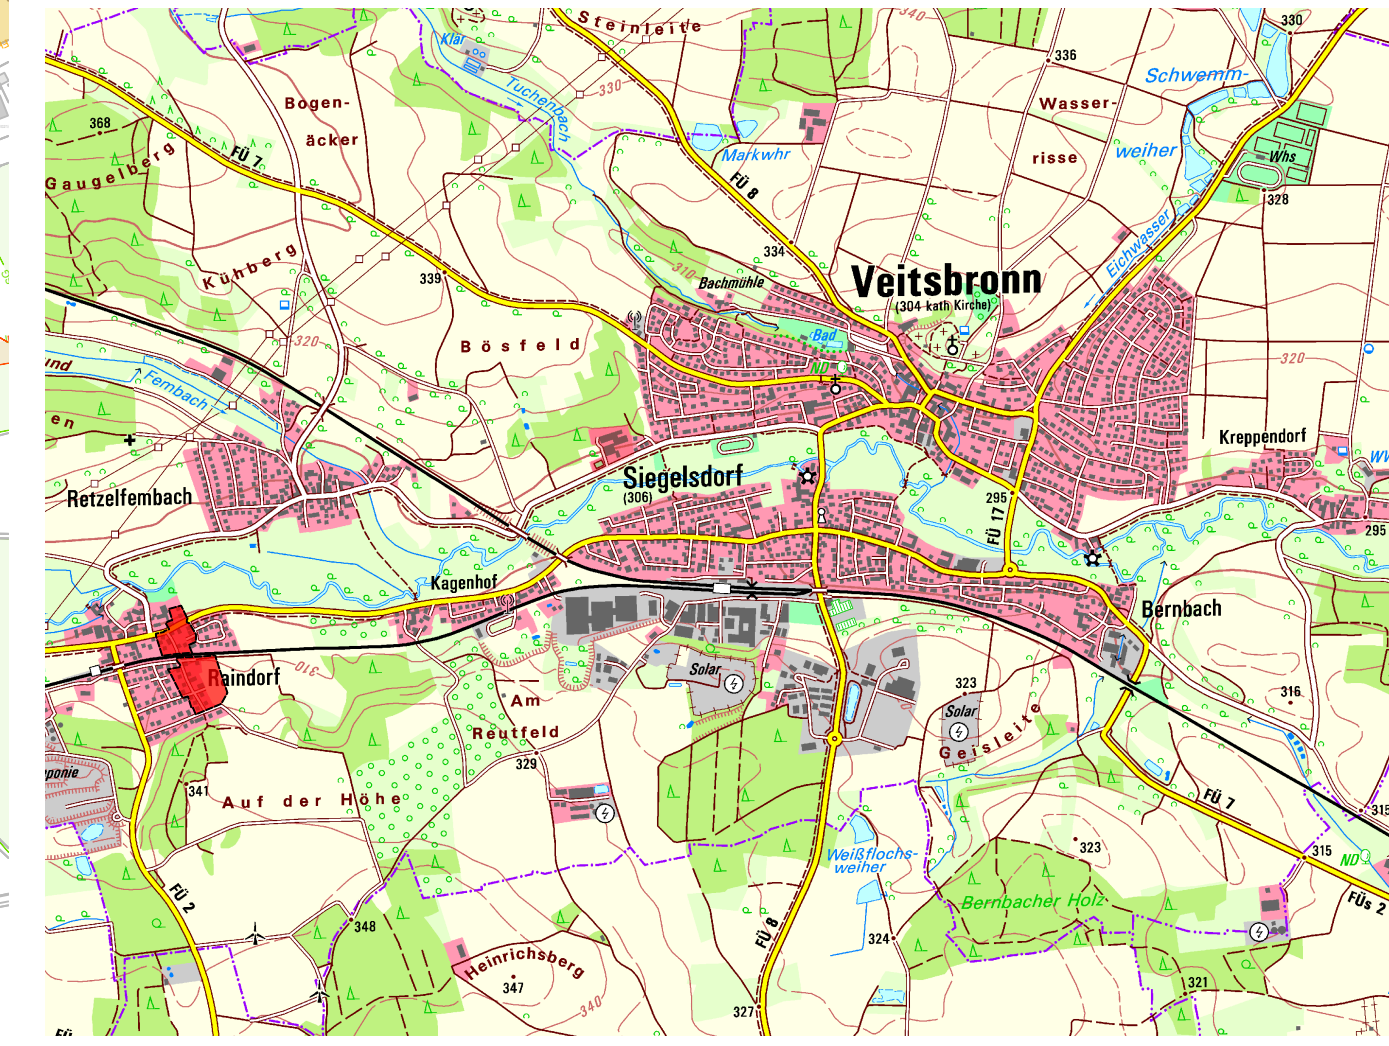 Steinleite
340
330
Klär
336
Schwemm-
Tuchenbach
330
Bogen-
äcker
Wasser-
risse
368
FÜ 7
Markwhr
weiher
Whs
Gaugelberg
FÜ 8
328
Kühberg
334
Eichwasser
339
310
Bachmühle
Veitsbronn
(304 kath Kirche)
320
Bösfeld
Bad
320
ND
Fembach
en
Kreppendorf
Siegelsdorf
(306)
Retzelfembach
295
FÜ 17
295
Kagenhof
Bernbach
310
Raindorf
Solar
323
316
Am
Reutfeld
Solar
Geisleite
329
ponie
341
Auf der Höhe
FÜ 7
315
323
315
ND
Weißflochs-
weiher
FÜ 2
Bernbacher Holz
FÜs 2
348
FÜ 8
324
Heinrichsberg
347
340
321
327
FÜ